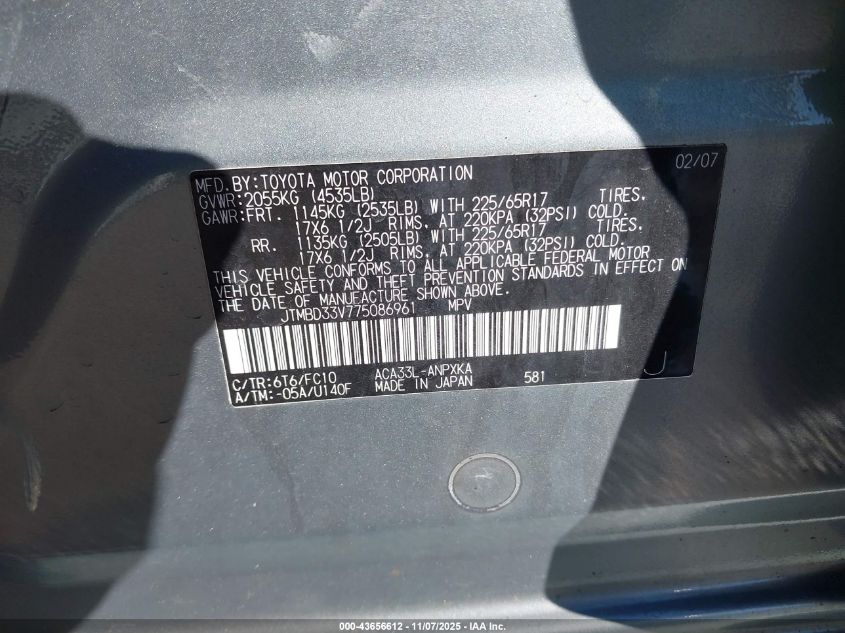 02/07
MFD. BY: TOYOTA MOTOR CORPORATION
GVWR: 2055KG (4535LB)
GAWR: FRT. 1145KG (2535LB) WITH 225/65R17 TIRES.
17X6 1/2J RIMS. AT 220KPA (32PSI) COLD.
RR. 1135KG (2505LB) WITH 225/65R17 TIRES.
17X6 1/2J RIMS. AT 220KPA (32PSI) COLD.
THIS VEHICLE CONFORMS TO ALL APPLICABLE FEDERAL MOTOR
VEHICLE SAFETY AND THEFT PREVENTION STANDARDS IN EFFECT ON
THE DATE OF MANUFACTURE SHOWN ABOVE.
JTMBD33V775086961 MPV
C/TR: 6T6/FC10 ACA33L-ANPXKA
A/TM: -05A/U140F MADE IN JAPAN 581
J
000-43656612 - 11/07/2025 - IAA Inc.